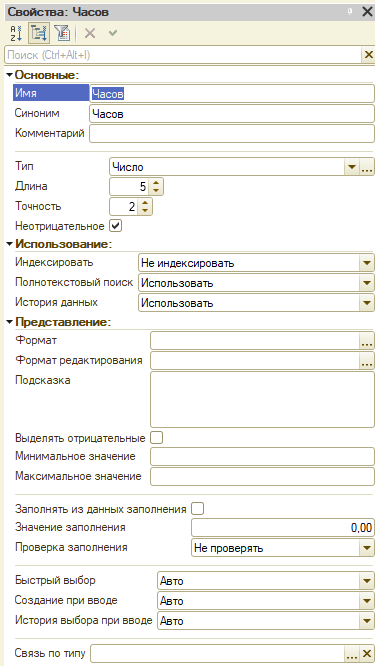 Свойства: Часов
Поиск (Ctrl+Alt+I)
Основные:
Имя Часов
Синоним Часов
Комментарий
Тип Число
Длина 5
Точность 2
Неотрицательное
Использование:
Индексировать Не индексировать
Полнотекстовый поиск Использовать
История данных Использовать
Представление:
Формат
Формат редактирования
Подсказка
Выделять отрицательные
Минимальное значение
Максимальное значение
Заполнять из данных заполнения
Значение заполнения 0,00
Проверка заполнения Не проверять
Быстрый выбор Авто
Создание при вводе Авто
История выбора при вводе Авто
Связь по типу